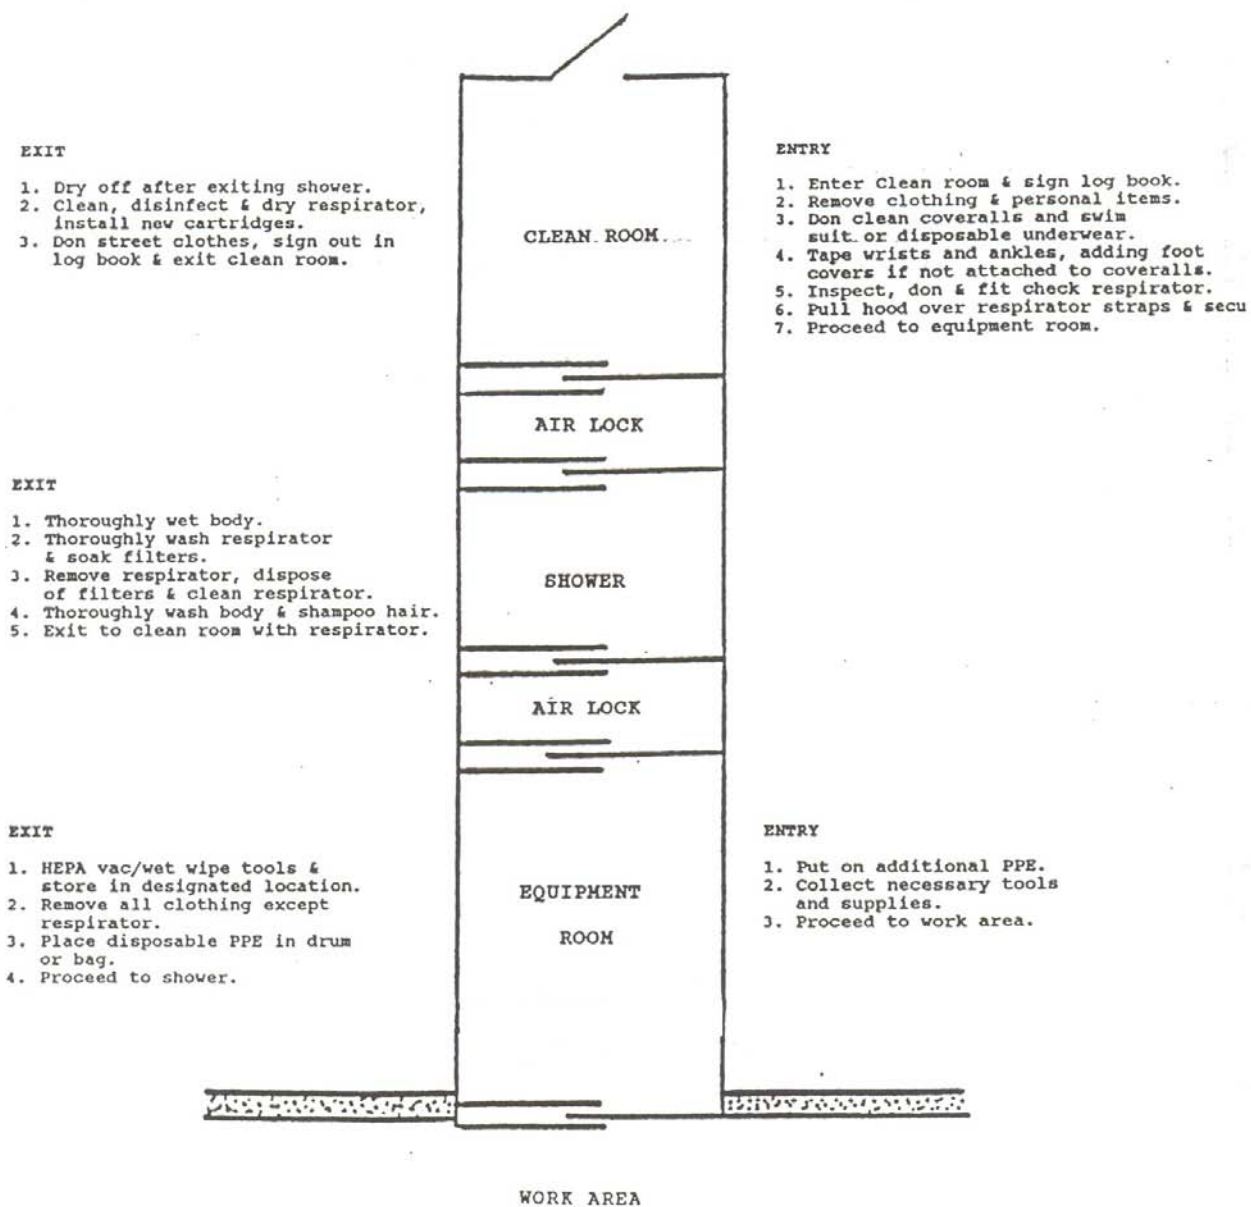 EXIT
1. Dry off after exiting shower.
2. Clean, disinfect & dry respirator,
install new cartridges.
3. Don street clothes, sign out in
log book & exit clean room.
CLEAN ROOM
ENTRY
1. Enter Clean room & sign log book.
2. Remove clothing & personal items.
3. Don clean coveralls and swim
suit or disposable underwear.
4. Tape wrists and ankles, adding foot
covers if not attached to coveralls.
5. Inspect, don & fit check respirator.
6. Pull hood over respirator straps & secu
7. Proceed to equipment room.
AIR LOCK
EXIT
1. Thoroughly wet body.
2. Thoroughly wash respirator
& soak filters.
3. Remove respirator, dispose
of filters & clean respirator.
4. Thoroughly wash body & shampoo hair.
5. Exit to clean room with respirator.
SHOWER
AIR LOCK
EXIT
1. HEPA vac/wet wipe tools &
store in designated location.
2. Remove all clothing except
respirator.
3. Place disposable PPE in drum
or bag.
4. Proceed to shower.
EQUIPMENT
ROOM
ENTRY
1. Put on additional PPE.
2. Collect necessary tools
and supplies.
3. Proceed to work area.
WORK AREA